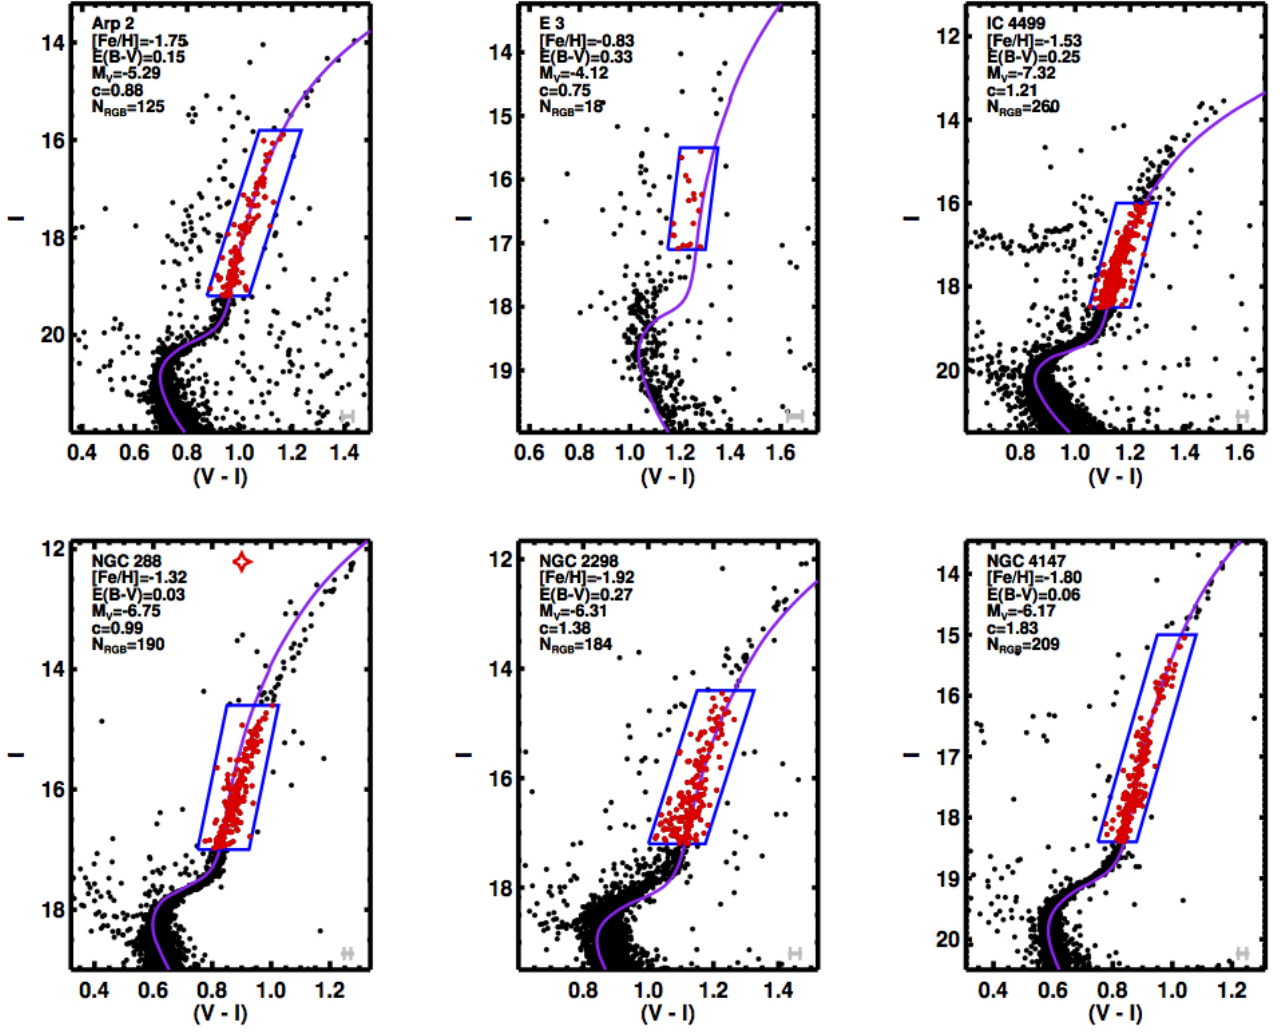 Arp 2
[Fe/H]=-1.75
E(B-V)=0.15
M_V=-5.29
c=0.88
N_RGB=125
14
16
18
20
I
0.4 0.6 0.8 1.0 1.2 1.4
(V - I)
E 3
[Fe/H]=-0.83
E(B-V)=0.33
M_V=-4.12
c=0.75
N_RGB=18
14
15
16
17
18
19
I
0.6 0.8 1.0 1.2 1.4 1.6
(V - I)
IC 4499
[Fe/H]=-1.53
E(B-V)=0.25
M_V=-7.32
c=1.21
N_RGB=260
12
14
16
18
20
I
0.8 1.0 1.2 1.4 1.6
(V - I)
NGC 288
[Fe/H]=-1.32
E(B-V)=0.03
M_V=-6.75
c=0.99
N_RGB=190
12
14
16
18
I
0.4 0.6 0.8 1.0 1.2
(V - I)
NGC 2298
[Fe/H]=-1.92
E(B-V)=0.27
M_V=-6.31
c=1.38
N_RGB=184
12
14
16
18
I
0.6 0.8 1.0 1.2 1.4
(V - I)
NGC 4147
[Fe/H]=-1.80
E(B-V)=0.06
M_V=-6.17
c=1.83
N_RGB=209
14
15
16
17
18
19
20
I
0.4 0.6 0.8 1.0 1.2
(V - I)